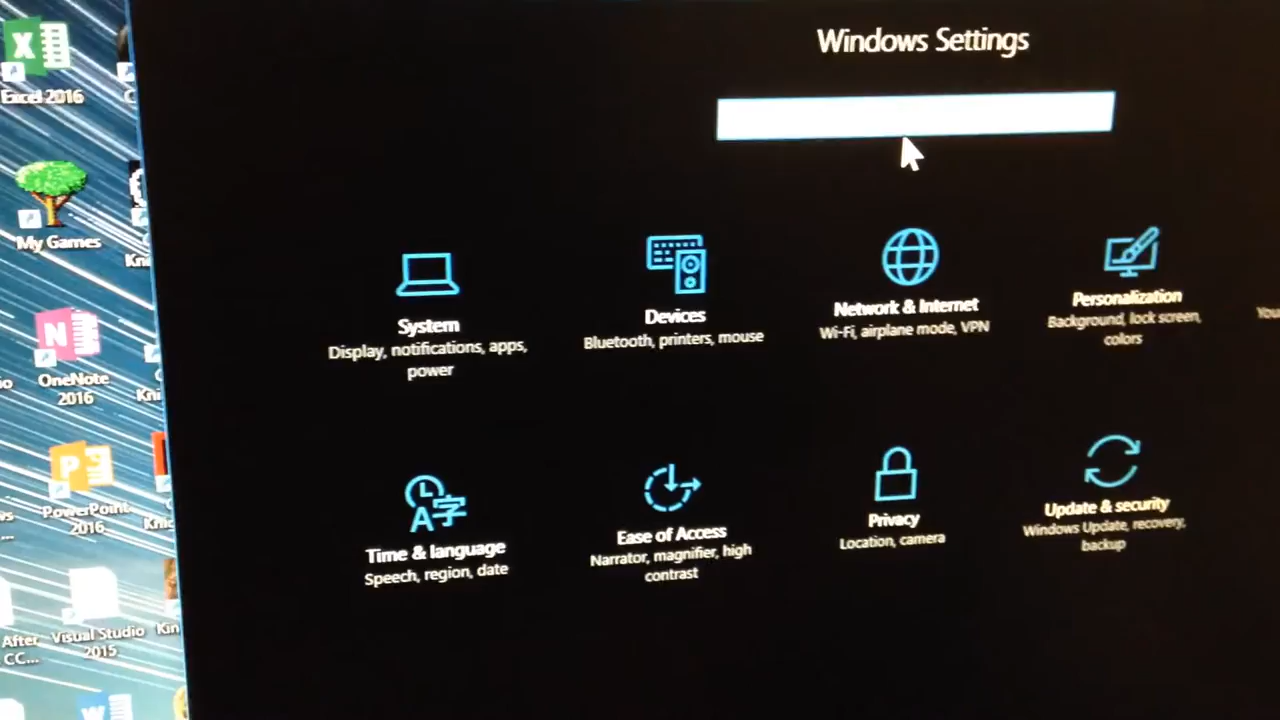 Windows Settings
Excel 2016
My Games
OneNote
2016
PowerPoint
2016
After
CC...
Visual Studio
2015
System
Display, notifications, apps,
power
Devices
Bluetooth, printers, mouse
Network & Internet
Wi-Fi, airplane mode, VPN
Personalization
Background, lock screen,
colors
Time & language
Speech, region, date
Ease of Access
Narrator, magnifier, high
contrast
Privacy
Location, camera
Update & security
Windows Update, recovery,
backup